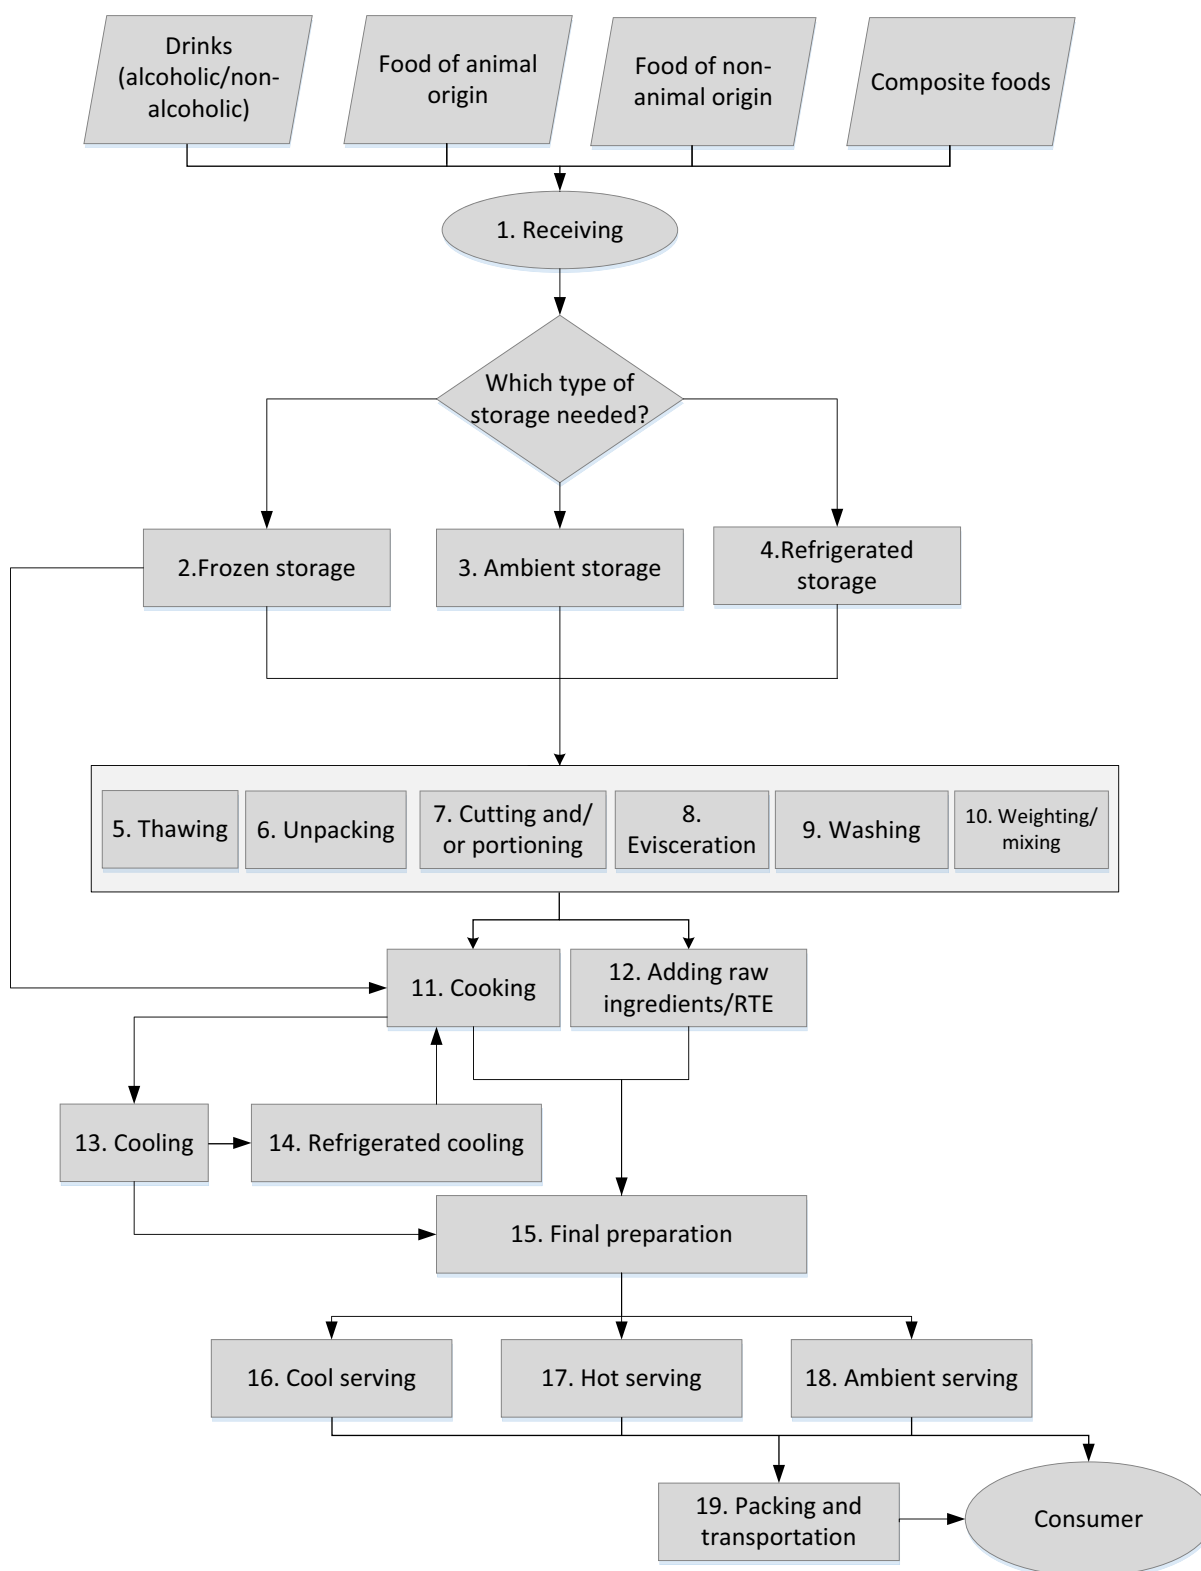 Drinks
(alcoholic/non-
alcoholic)
Food of animal
origin
Food of non-
animal origin
Composite foods
1. Receiving
Which type of
storage needed?
2.Frozen storage
3. Ambient storage
4.Refrigerated
storage
5. Thawing
6. Unpacking
7. Cutting and/
or portioning
8.
Evisceration
9. Washing
10. Weighting/
mixing
11. Cooking
12. Adding raw
ingredients/RTE
13. Cooling
14. Refrigerated cooling
15. Final preparation
16. Cool serving
17. Hot serving
18. Ambient serving
19. Packing and
transportation
Consumer